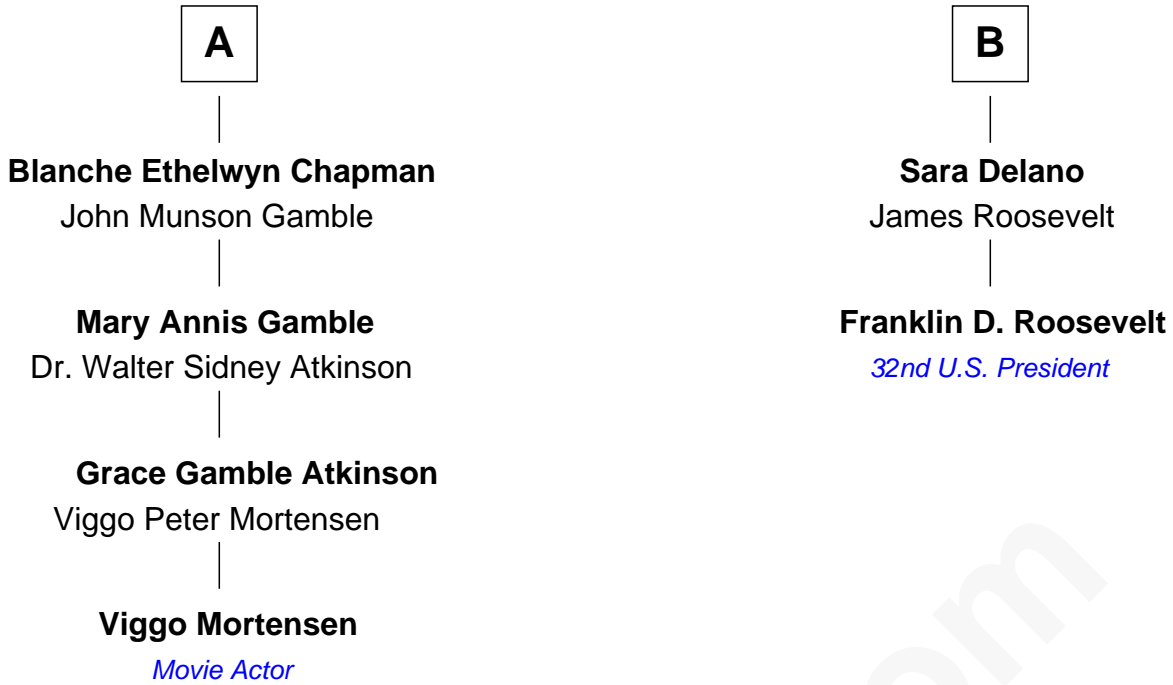 A
Blanche Ethelwyn Chapman
John Munson Gamble
Mary Annis Gamble
Dr. Walter Sidney Atkinson
Grace Gamble Atkinson
Viggo Peter Mortensen
Viggo Mortensen
Movie Actor
B
Sara Delano
James Roosevelt
Franklin D. Roosevelt
32nd U.S. President
om